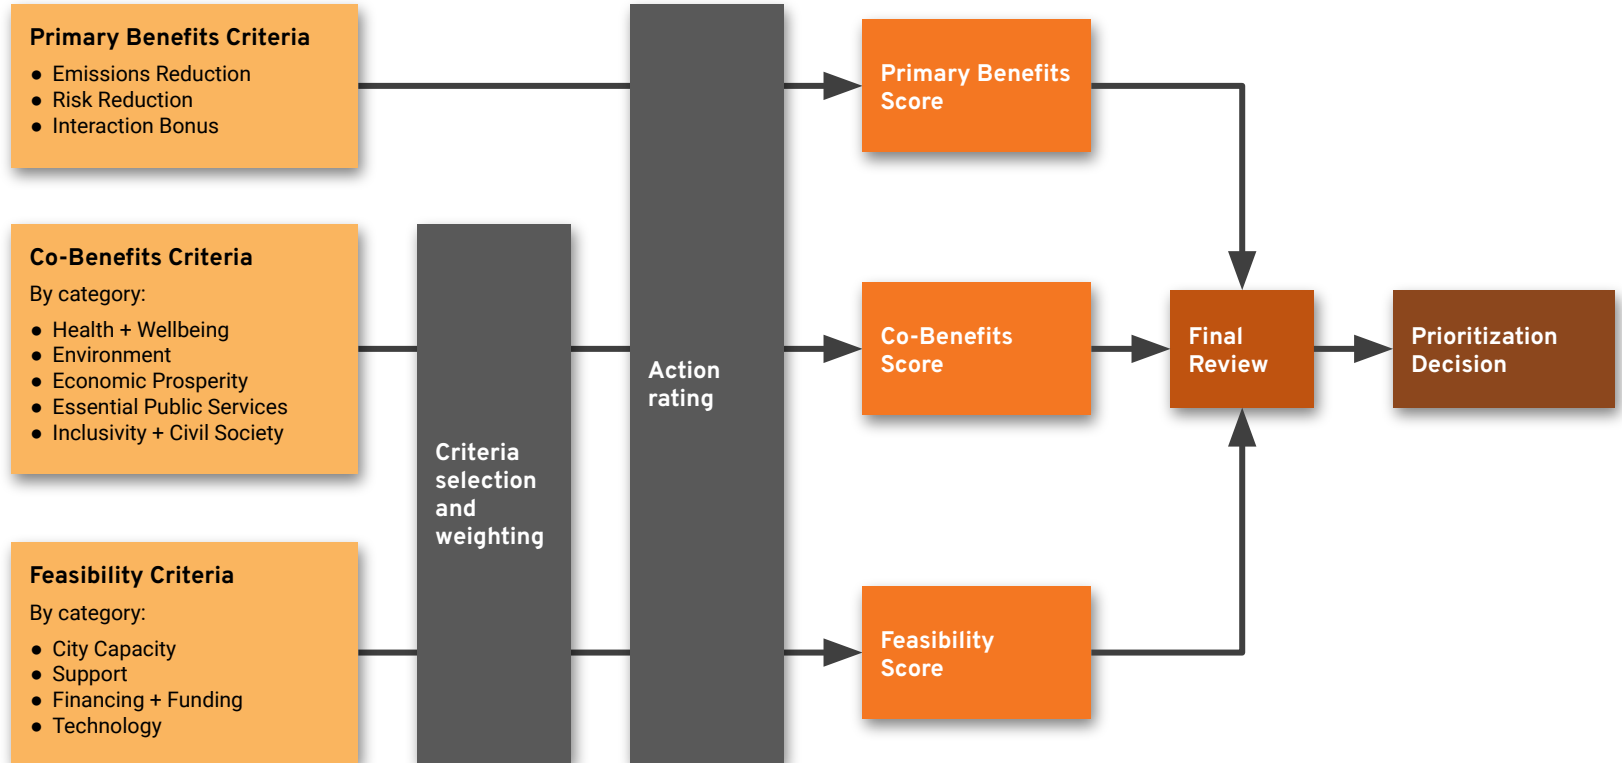 Primary Benefits Criteria
● Emissions Reduction
● Risk Reduction
● Interaction Bonus
Co-Benefits Criteria
By category:
● Health + Wellbeing
● Environment
● Economic Prosperity
● Essential Public Services
● Inclusivity + Civil Society
Feasibility Criteria
By category:
● City Capacity
● Support
● Financing + Funding
● Technology
Criteria
selection
and
weighting
Action
rating
Primary Benefits
Score
Co-Benefits
Score
Feasibility
Score
Final
Review
Prioritization
Decision